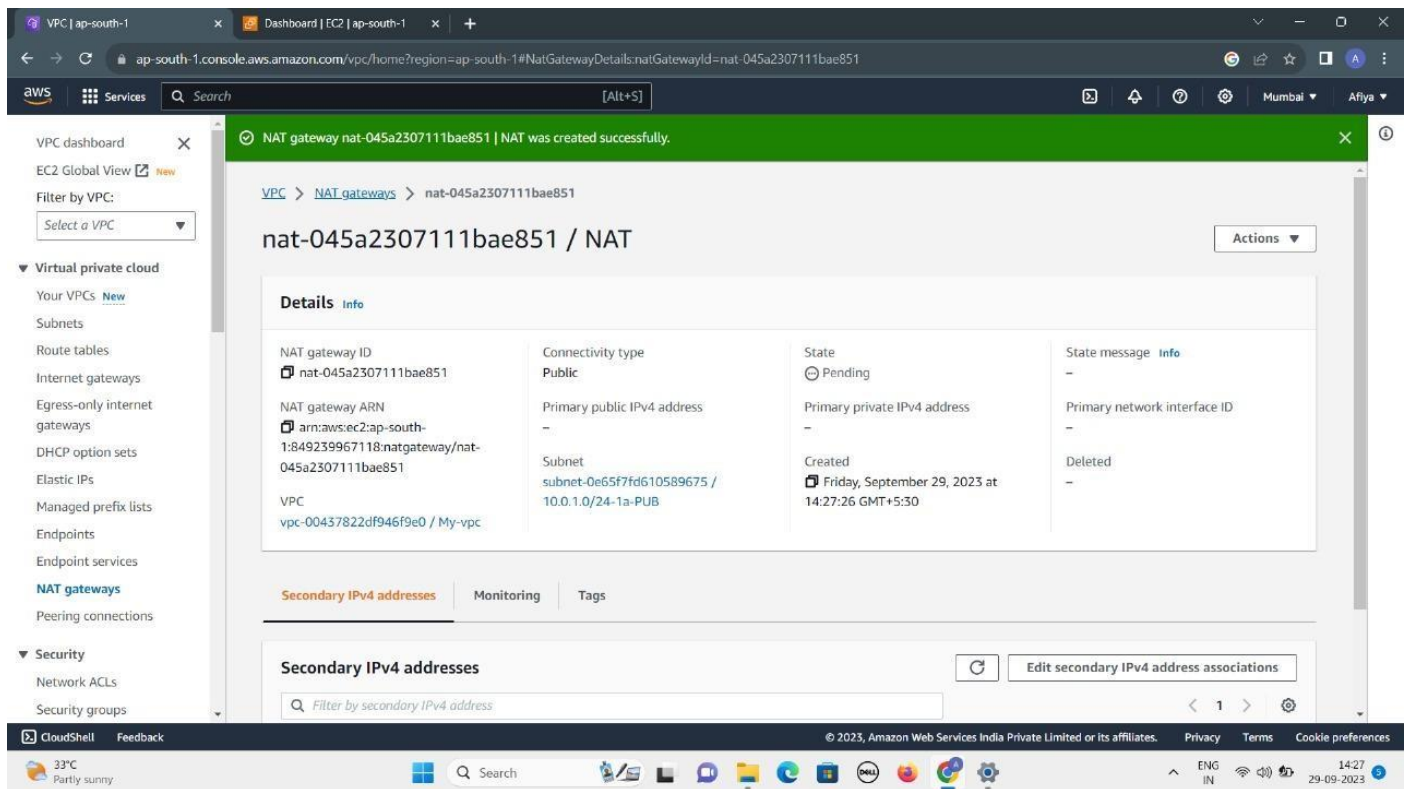 VPC | ap-south-1
Dashboard | EC2 | ap-south-1
ap-south-1.console.aws.amazon.com/vpc/home?region=ap-south-1#NatGatewayDetails:natGatewayId=nat-045a2307111bae851
A
aws
Services
Search
[Alt+S]
Mumbai
Afiya
VPC dashboard
EC2 Global View New
Filter by VPC:
Select a VPC
Virtual private cloud
Your VPCs New
Subnets
Route tables
Internet gateways
Egress-only internet
gateways
DHCP option sets
Elastic IPs
Managed prefix lists
Endpoints
Endpoint services
NAT gateways
Peering connections
Security
Network ACLs
Security groups
NAT gateway nat-045a2307111bae851 | NAT was created successfully.
VPC > NAT gateways > nat-045a2307111bae851
nat-045a2307111bae851 / NAT
Actions
Details Info
NAT gateway ID
nat-045a2307111bae851
Connectivity type
Public
State
Pending
State message Info
–
NAT gateway ARN
arn:aws:ec2:ap-south-
1:849239967118:natgateway/nat-
045a2307111bae851
Primary public IPv4 address
–
Primary private IPv4 address
–
Primary network interface ID
–
VPC
vpc-00437822df946f9e0 / My-vpc
Subnet
subnet-0e65f7fd610589675 /
10.0.1.0/24-1a-PUB
Created
Friday, September 29, 2023 at
14:27:26 GMT+5:30
Deleted
–
Secondary IPv4 addresses
Monitoring
Tags
Secondary IPv4 addresses
Edit secondary IPv4 address associations
Filter by secondary IPv4 address
1
CloudShell
Feedback
© 2023, Amazon Web Services India Private Limited or its affiliates.
Privacy
Terms
Cookie preferences
33°C
Partly sunny
Search
DELL
ENG
IN
14:27
29-09-2023
5